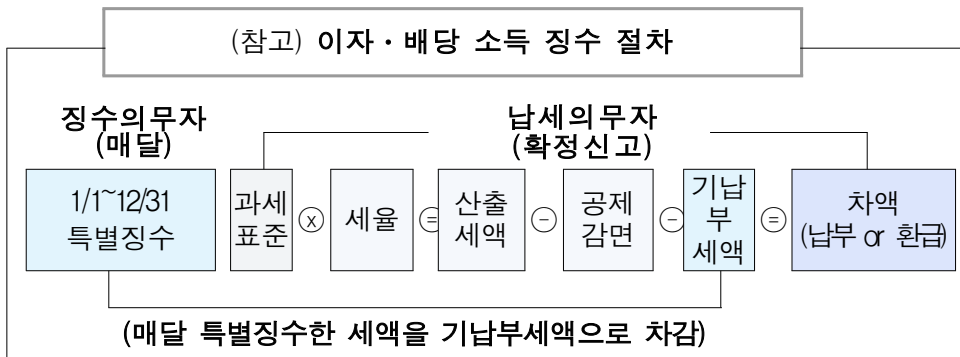 (참고) 이자·배당 소득 징수 절차
징수의무자
(매달)
납세의무자
(확정신고)
1/1~12/31
특별징수
과세
표준
x
세율
=
산출
세액
-
공제
감면
-
기납
부
세액
=
차액
(납부 or 환급)
(매달 특별징수한 세액을 기납부세액으로 차감)